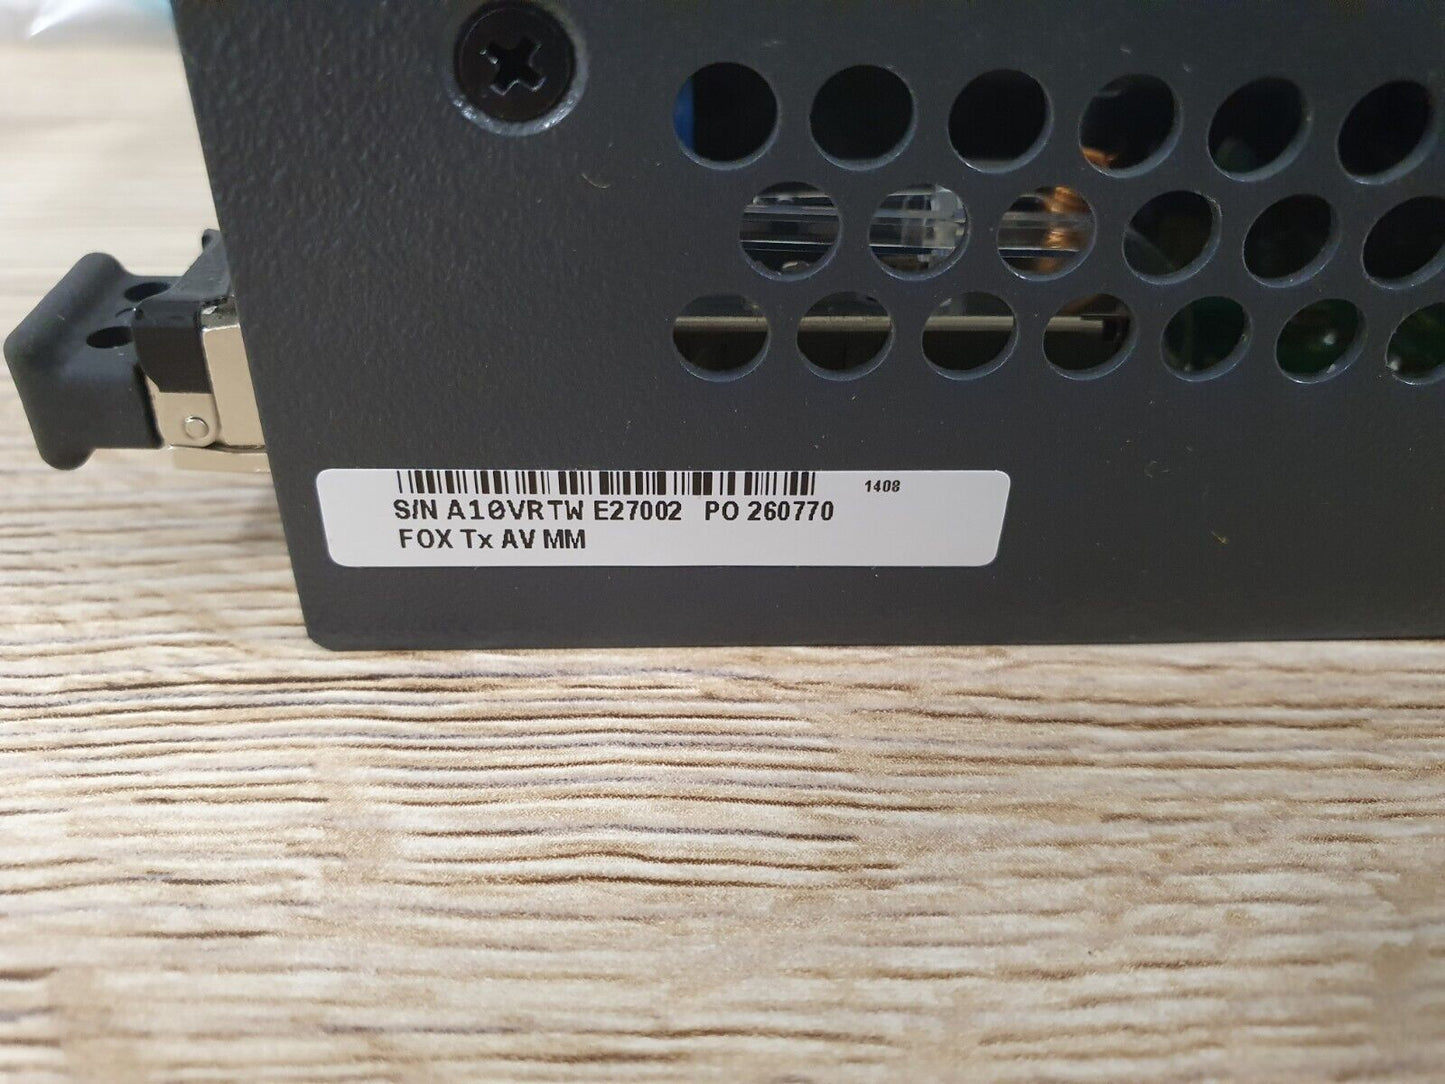 1408
S/N A10VRTW E27002 PO 260770
FOX Tx AV MM